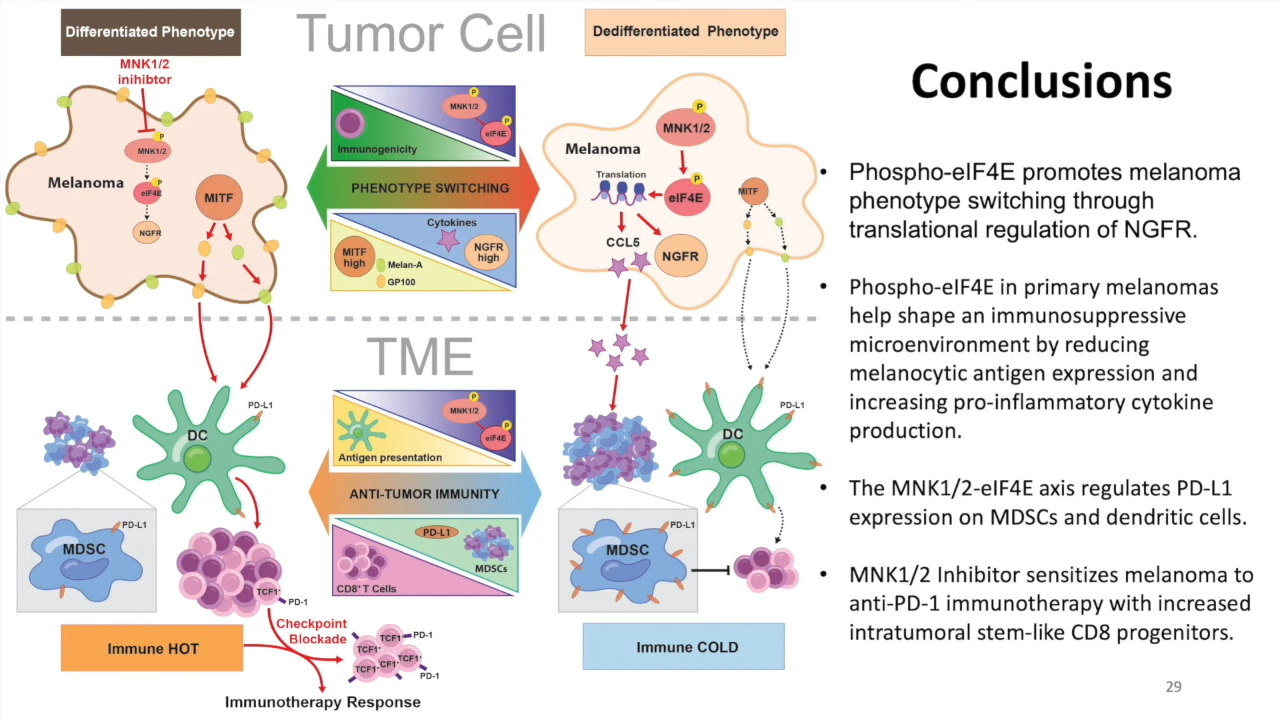 Tumor Cell
Differentiated Phenotype
Dedifferentiated Phenotype
MNK1/2
inihibtor
P
MNK1/2
P
eIF4E
NGFR
Melanoma
MITF
P
MNK1/2
P
eIF4E
Immunogenicity
PHENOTYPE SWITCHING
Cytokines
MITF
high
NGFR
high
Melan-A
GP100
Melanoma
P
MNK1/2
Translation
P
eIF4E
MITF
CCL5
NGFR
TME
PD-L1
DC
MDSC
PD-L1
TCF1+
PD-1
P
MNK1/2
P
eIF4E
Antigen presentation
ANTI-TUMOR IMMUNITY
PD-L1
MDSCs
CD8+ T Cells
PD-L1
DC
MDSC
PD-L1
Checkpoint
Blockade
Immune HOT
TCF1+
PD-1
TCF1+
TCF1+
TCF1+
TCF1+
PD-1
Immunotherapy Response
Immune COLD
Conclusions
• Phospho-eIF4E promotes melanoma
phenotype switching through
translational regulation of NGFR.
• Phospho-eIF4E in primary melanomas
help shape an immunosuppressive
microenvironment by reducing
melanocytic antigen expression and
increasing pro-inflammatory cytokine
production.
• The MNK1/2-eIF4E axis regulates PD-L1
expression on MDSCs and dendritic cells.
• MNK1/2 Inhibitor sensitizes melanoma to
anti-PD-1 immunotherapy with increased
intratumoral stem-like CD8 progenitors.
29